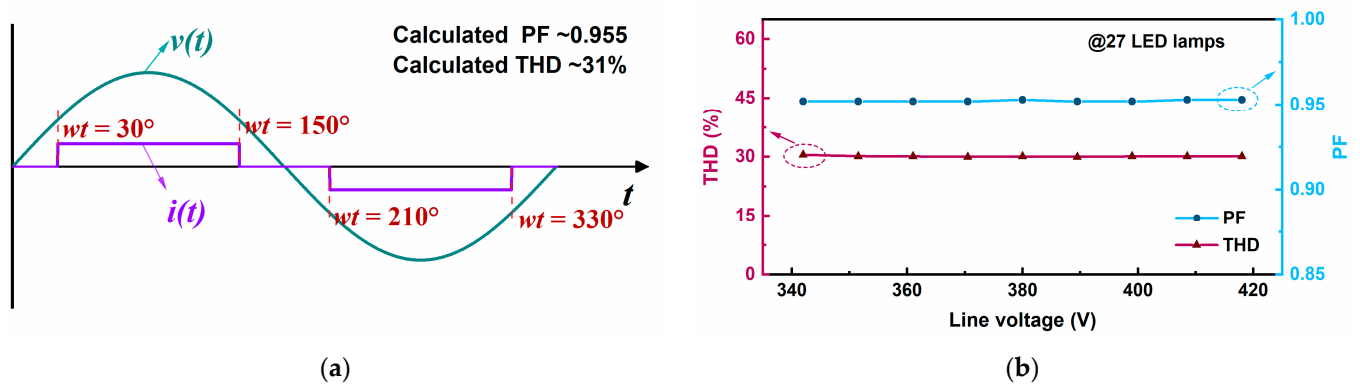 Calculated PF ~0.955
Calculated THD ~31%
v(t)
wt = 30°
wt = 150°
i(t)
t
wt = 210°
wt = 330°
(a)
@27 LED lamps
THD (%)
60
45
30
15
0
1.00
0.95
0.90
0.85
PF
PF
THD
340
360
380
400
420
Line voltage (V)
(b)